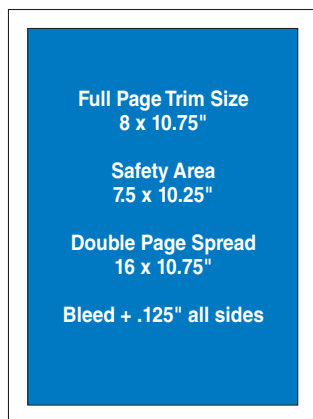 Full Page Trim Size
8 x 10.75"
Safety Area
7.5 x 10.25"
Double Page Spread
16 x 10.75"
Bleed + .125" all sides